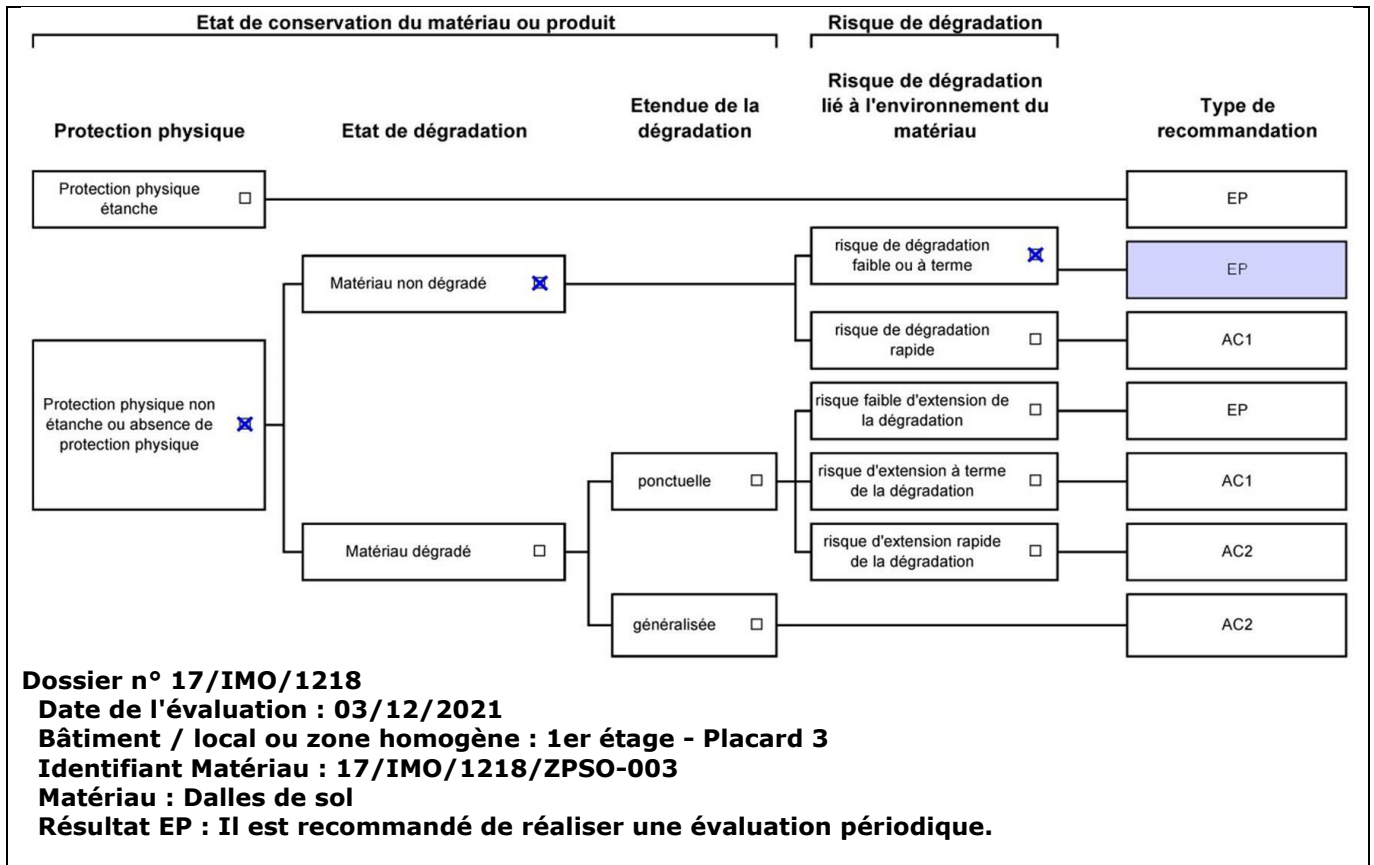 Etat de conservation du matériau ou produit
Risque de dégradation
Protection physique
Etat de dégradation
Etendue de la
dégradation
Risque de dégradation
lié à l'environnement du
matériau
Type de
recommandation
Protection physique
étanche
EP
risque de dégradation
faible ou à terme
EP
Matériau non dégradé
risque de dégradation
rapide
AC1
Protection physique non
étanche ou absence de
protection physique
risque faible d'extension de
la dégradation
EP
ponctuelle
risque d'extension à terme
de la dégradation
AC1
Matériau dégradé
risque d'extension rapide
de la dégradation
AC2
généralisée
AC2
Dossier n° 17/IMO/1218
Date de l'évaluation : 03/12/2021
Bâtiment / local ou zone homogène : 1er étage - Placard 3
Identifiant Matériau : 17/IMO/1218/ZPSO-003
Matériau : Dalles de sol
Résultat EP : Il est recommandé de réaliser une évaluation périodique.